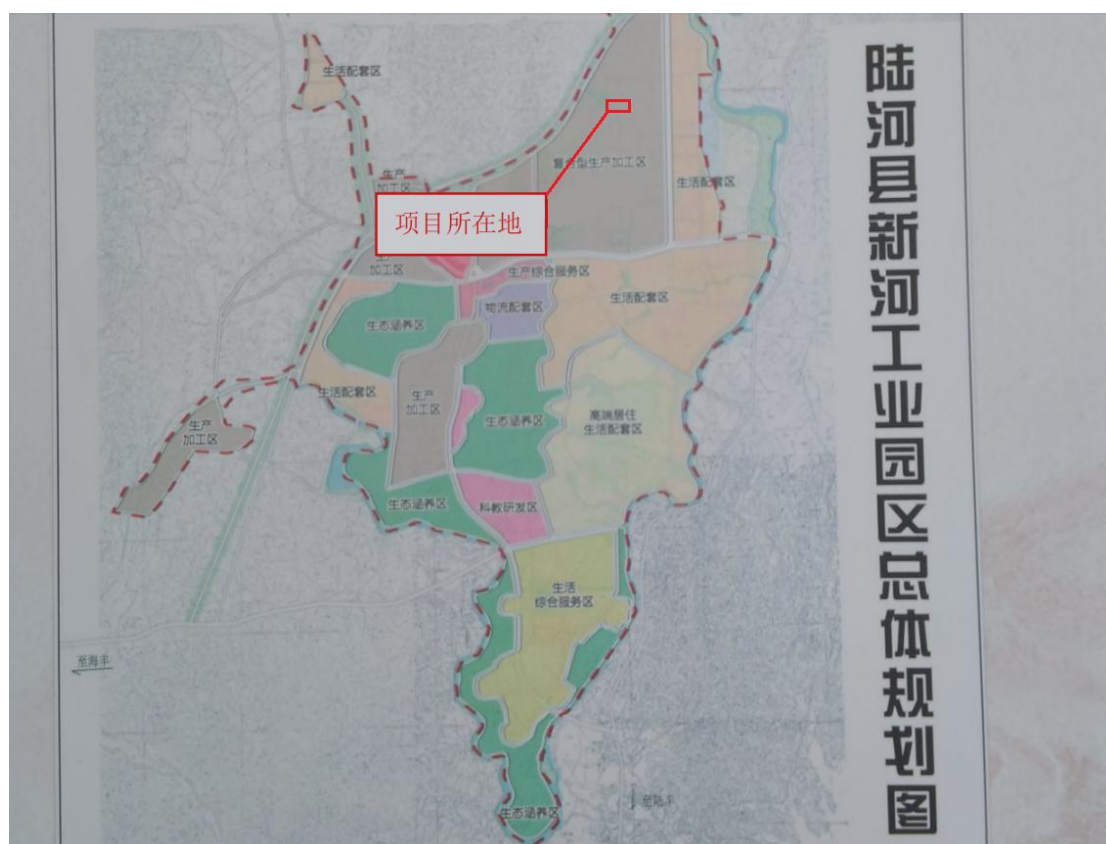 陆河县新河工业园区总体规划图
生活配套区
复合型生产加工区
生产
加工区
生活配套区
项目所在地
生产
加工区
生产综合服务区
物流配套区
生活配套区
生态涵养区
生活配套区
生产
加工区
生态涵养区
高端居住
生活配套区
生产
加工区
生态涵养区
科教研发区
生活
综合服务区
至海丰
至陆丰
生态涵养区